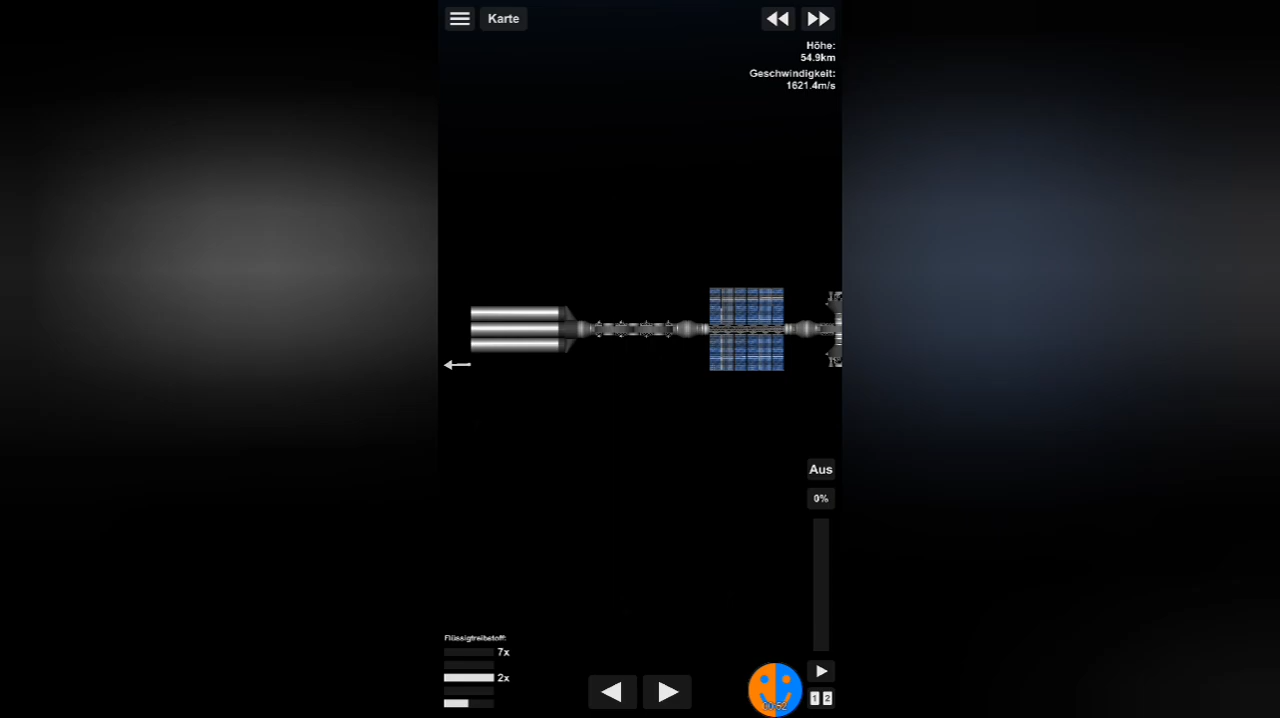 Karte
Höhe:
54.9km
Geschwindigkeit:
1621.4m/s
Aus
0%
Flüssigtreibstoff:
7x
2x
1 2